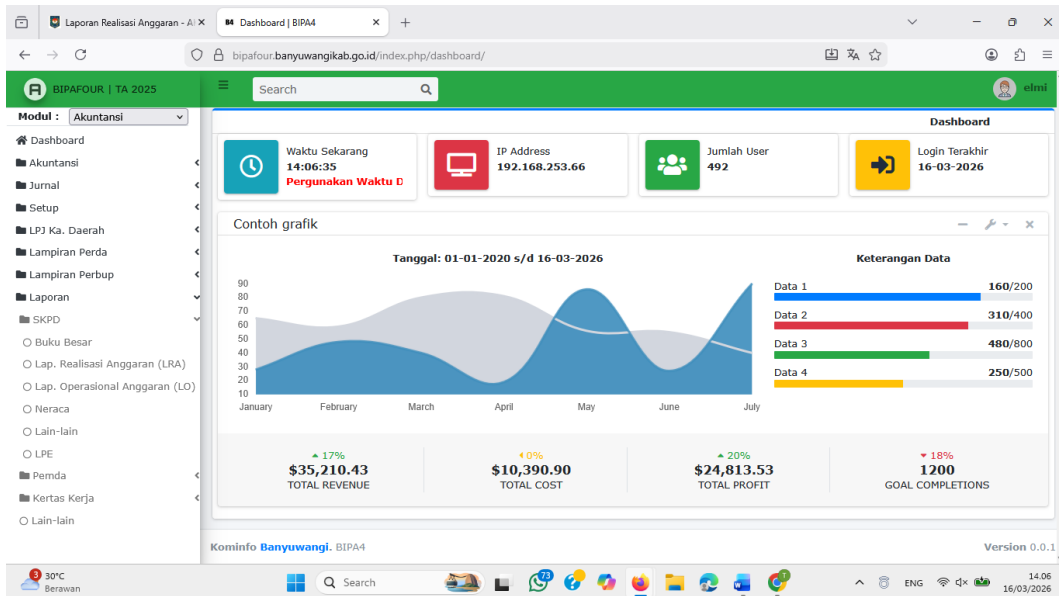 Laporan Realisasi Anggaran - Al
B4 Dashboard | BIPA4
bipafour.banyuwangikab.go.id/index.php/dashboard/
BIPAFOUR | TA 2025
Search
elmi
Modul : Akuntansi
Dashboard
Akuntansi
Jurnal
Setup
LPJ Ka. Daerah
Lampiran Perda
Lampiran Perbup
Laporan
SKPD
Buku Besar
Lap. Realisasi Anggaran (LRA)
Lap. Operasional Anggaran (LO)
Neraca
Lain-lain
LPE
Pemda
Kertas Kerja
Lain-lain
Dashboard
Waktu Sekarang
14:06:35
Pergunakan Waktu D
IP Address
192.168.253.66
Jumlah User
492
Login Terakhir
16-03-2026
Contoh grafik
Tanggal: 01-01-2020 s/d 16-03-2026
90
80
70
60
50
40
30
20
10
January February March April May June July
Keterangan Data
Data 1 160/200
Data 2 310/400
Data 3 480/800
Data 4 250/500
17%
$35,210.43
TOTAL REVENUE
0%
$10,390.90
TOTAL COST
20%
$24,813.53
TOTAL PROFIT
18%
1200
GOAL COMPLETIONS
Kominfo Banyuwangi. BIPA4
Version 0.0.1
3
30°C
Berawan
Search
73
ENG
14.06
16/03/2026